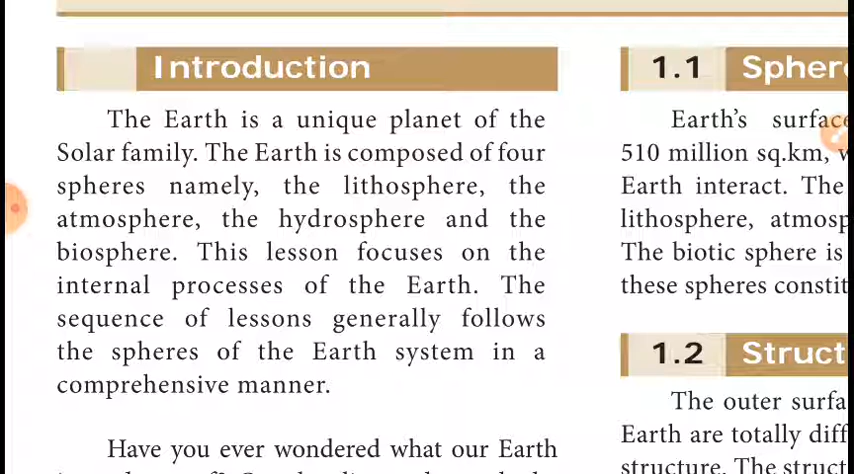 Introduction
The Earth is a unique planet of the
Solar family. The Earth is composed of four
spheres namely, the lithosphere, the
atmosphere, the hydrosphere and the
biosphere. This lesson focuses on the
internal processes of the Earth. The
sequence of lessons generally follows
the spheres of the Earth system in a
comprehensive manner.
Have you ever wondered what our Earth
1.1
Earth's
510 million sq.km,
Earth interact. The
lithosphere,
The biotic sphere is
these spheres
1.2
The outer
Earth are totally
structure. The